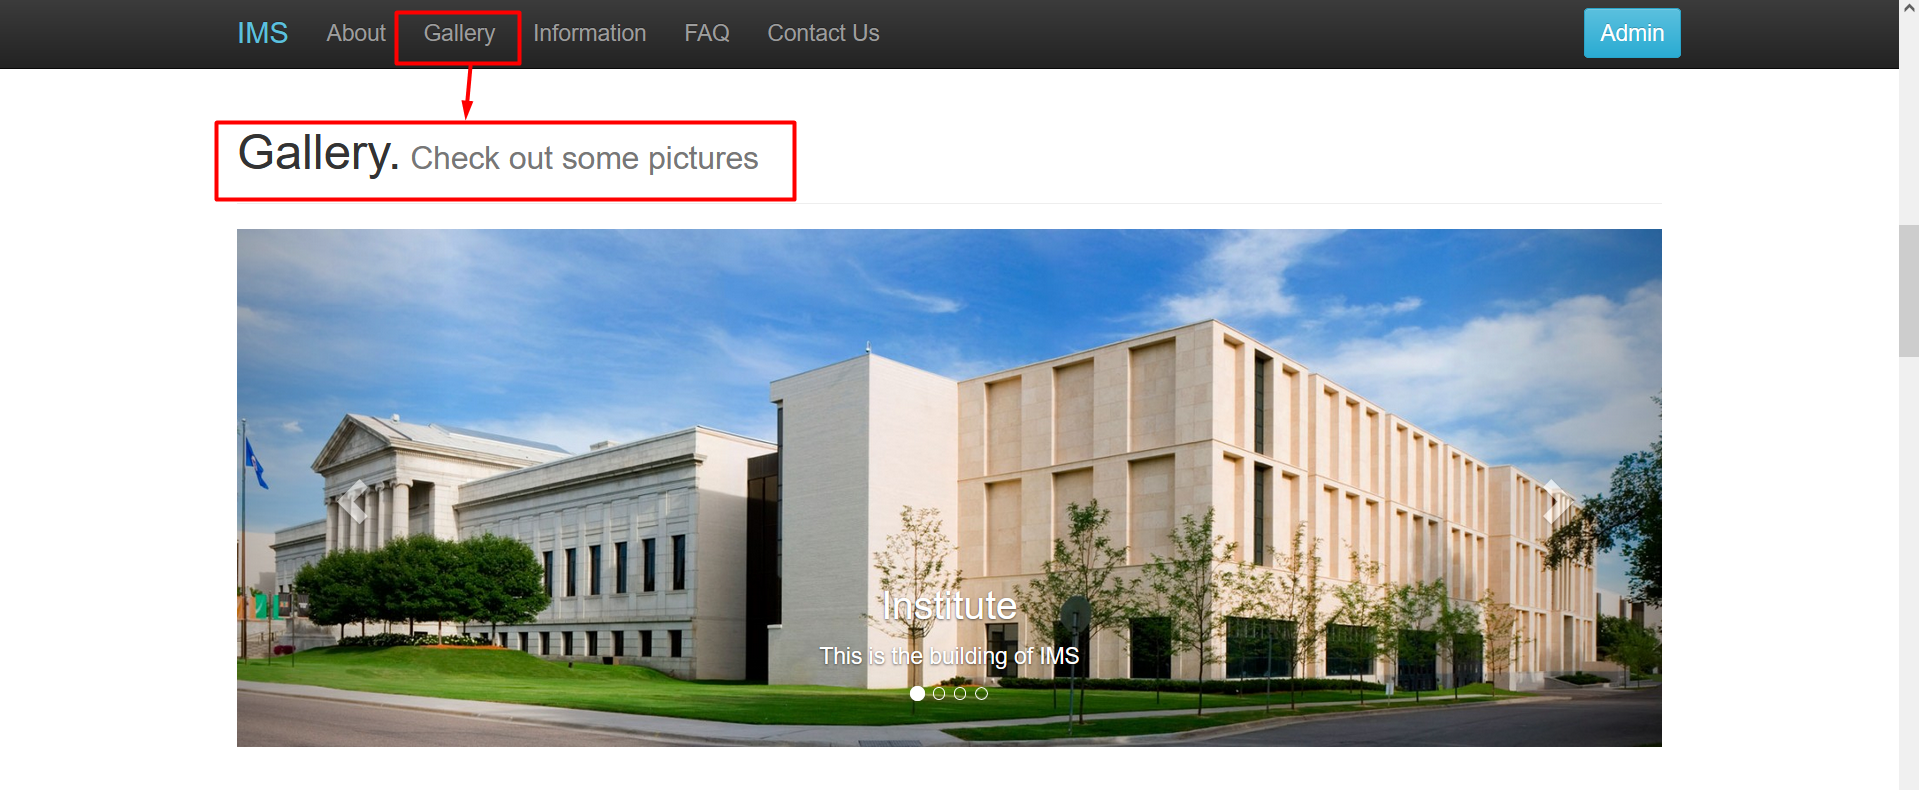 IMS About Gallery Information FAQ Contact Us Admin
Gallery. Check out some pictures
Institute
This is the building of IMS